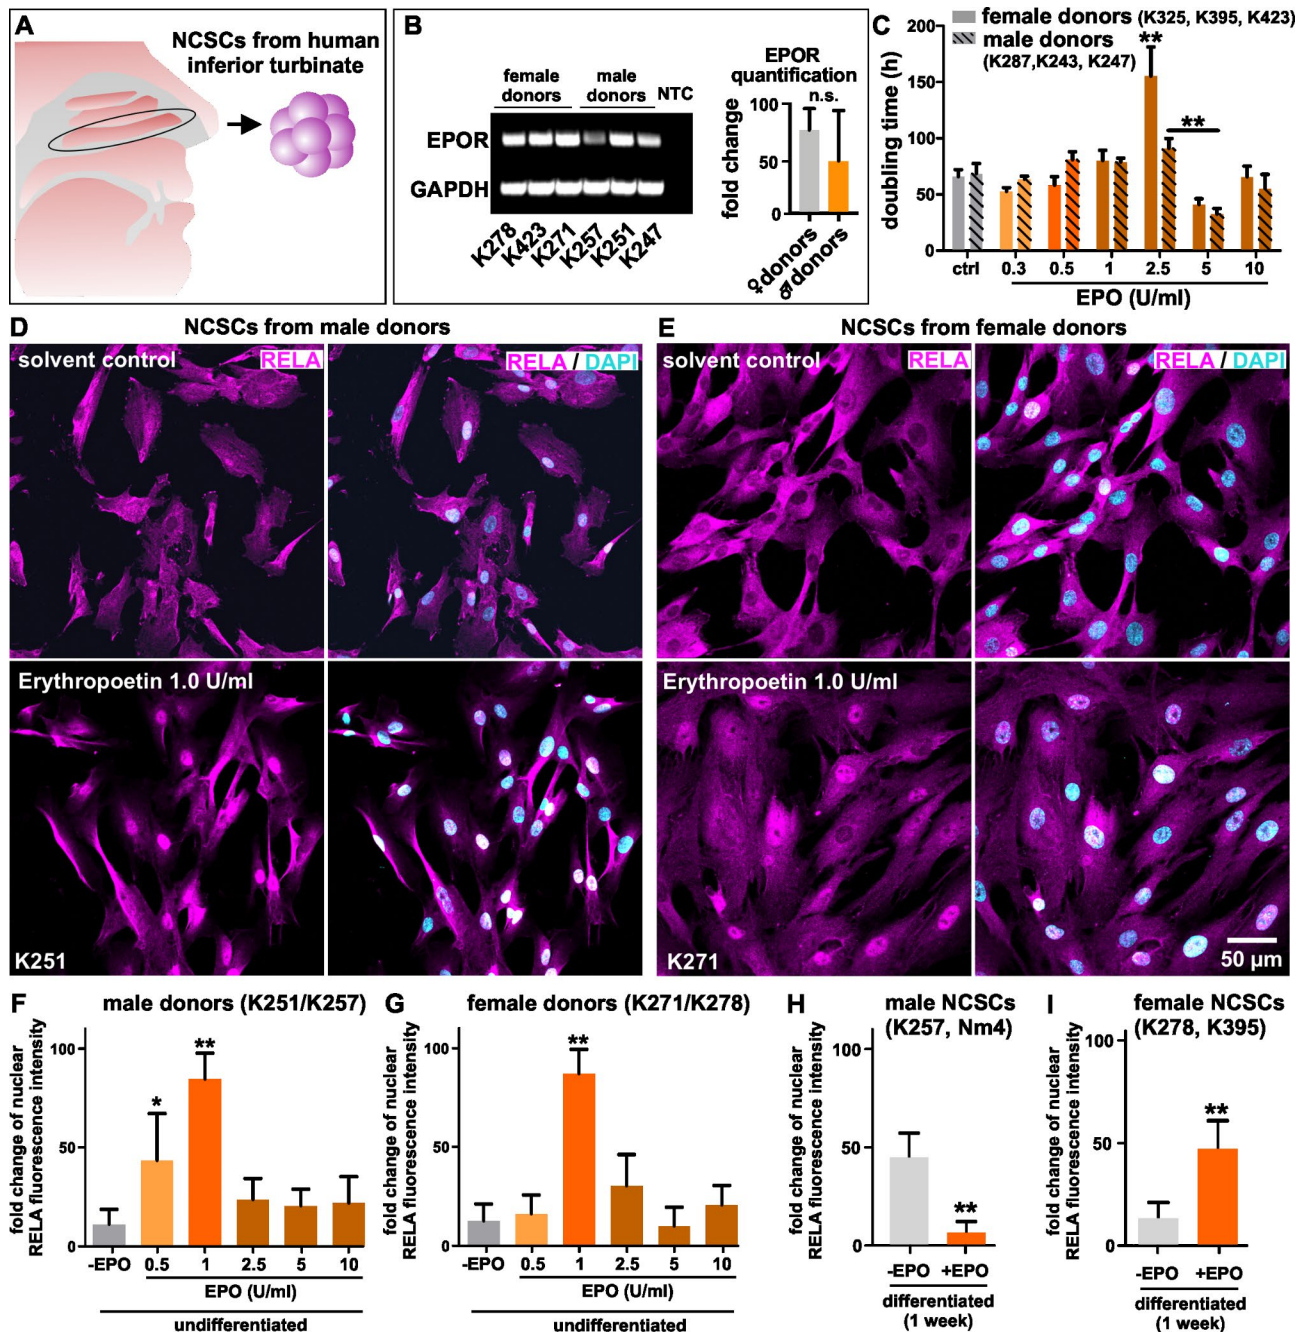 A
NCSCs from human
inferior turbinate
B
female
donors
male
donors
NTC
EPOR
GAPDH
K278
K423
K271
K257
K251
K247
EPOR
quantification
n.s.
fold change
100
50
0
♀donors
♂donors
C
female donors (K325, K395, K423)
male donors
(K287,K243, K247)
doubling time (h)
200
150
100
50
0
**
**
ctrl
0.3
0.5
1
2.5
5
10
EPO (U/ml)
D
NCSCs from male donors
solvent control
RELA
RELA / DAPI
Erythropoetin 1.0 U/ml
K251
E
NCSCs from female donors
solvent control
RELA
RELA / DAPI
Erythropoetin 1.0 U/ml
K271
50 µm
F
male donors (K251/K257)
fold change of nuclear
RELA fluorescence intensity
100
50
0
*
**
-EPO
0.5
1
2.5
5
10
EPO (U/ml)
undifferentiated
G
female donors (K271/K278)
fold change of nuclear
RELA fluorescence intensity
100
50
0
**
-EPO
0.5
1
2.5
5
10
EPO (U/ml)
undifferentiated
H
male NCSCs
(K257, Nm4)
fold change of nuclear
RELA fluorescence intensity
100
50
0
**
-EPO
+EPO
differentiated
(1 week)
I
female NCSCs
(K278, K395)
fold change of nuclear
RELA fluorescence intensity
100
50
0
**
-EPO
+EPO
differentiated
(1 week)